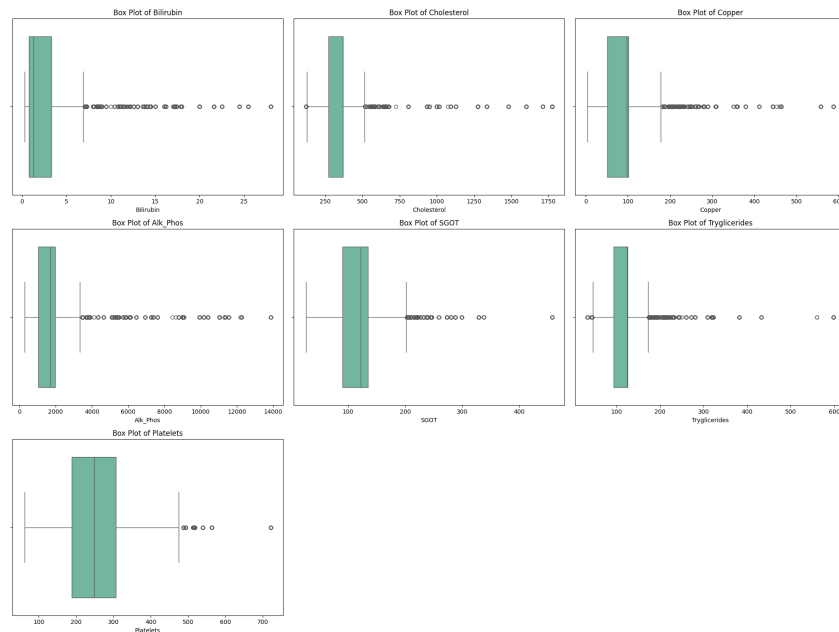 Box Plot of Bilirubin
0 5 10 15 20 25
Bilirubin
Box Plot of Cholesterol
250 500 750 1000 1250 1500 1750
Cholesterol
Box Plot of Copper
0 100 200 300 400 500 600
Copper
Box Plot of Alk_Phos
0 2000 4000 6000 8000 10000 12000 14000
Alk_Phos
Box Plot of SGOT
100 200 300 400
SGOT
Box Plot of Tryglicerides
100 200 300 400 500 600
Tryglicerides
Box Plot of Platelets
100 200 300 400 500 600 700
Platelets